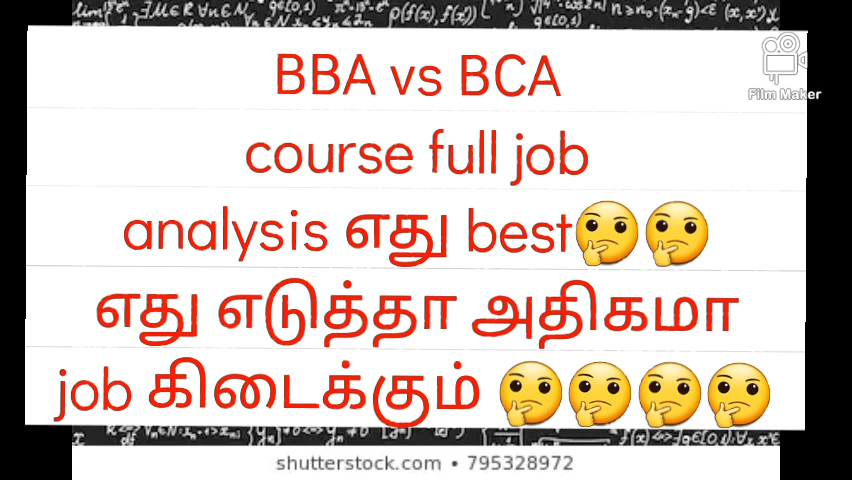 Film Maker
BBA vs BCA
course full job
analysis எது best🤔🤔
எது எடுத்தா அதிகமா
job கிடைக்கும் 🤔🤔🤔🤔
shutterstock.com • 795328972